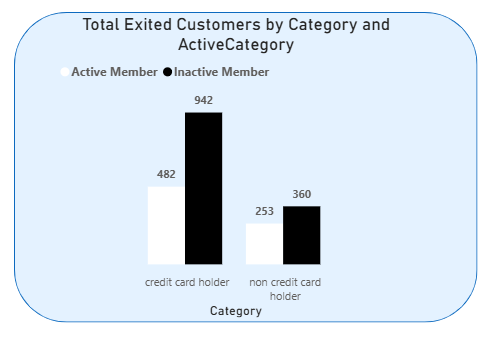 Total Exited Customers by Category and
ActiveCategory
Active Member Inactive Member
942
482
360
253
credit card holder
non credit card
holder
Category